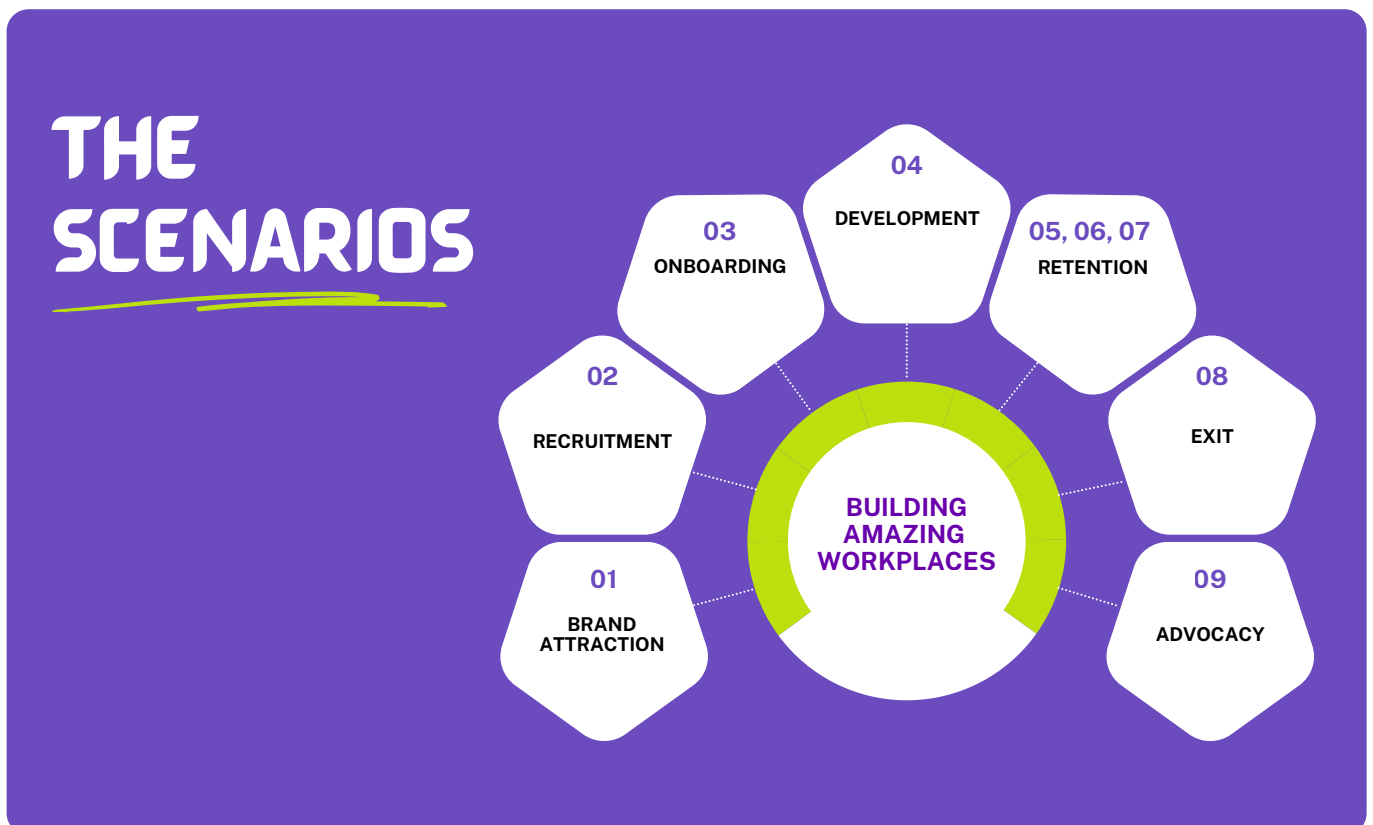 THE
SCENARIOS
01
BRAND
ATTRACTION
02
RECRUITMENT
03
ONBOARDING
04
DEVELOPMENT
05, 06, 07
RETENTION
08
EXIT
09
ADVOCACY
BUILDING
AMAZING
WORKPLACES